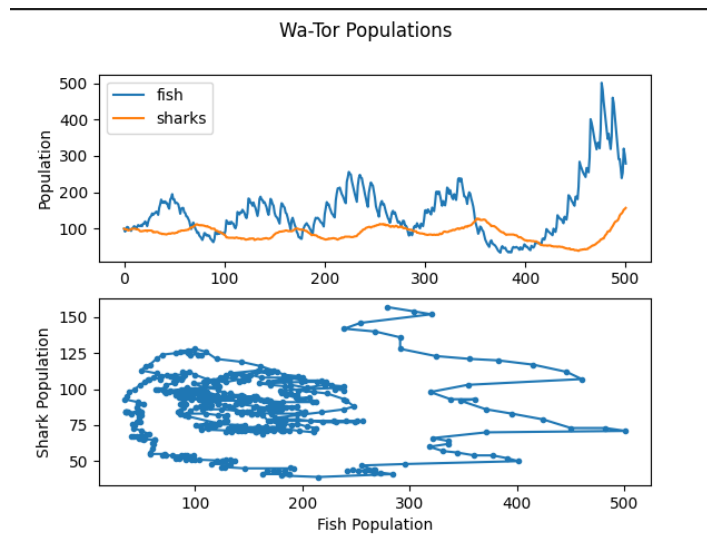 Wa-Tor Populations
500
400
300
200
100
Population
fish
sharks
0 100 200 300 400 500
150
125
100
75
50
Shark Population
100 200 300 400 500
Fish Population